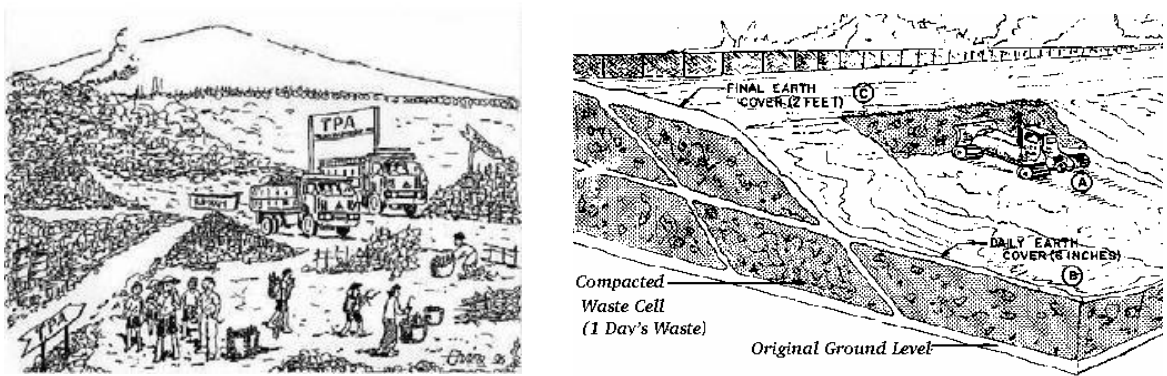 TPA
TPA
FINAL EARTH
COVER (2 FEET)
C
A
DAILY EARTH
COVER (6 INCHES)
B
Compacted
Waste Cell
(1 Day's Waste)
Original Ground Level